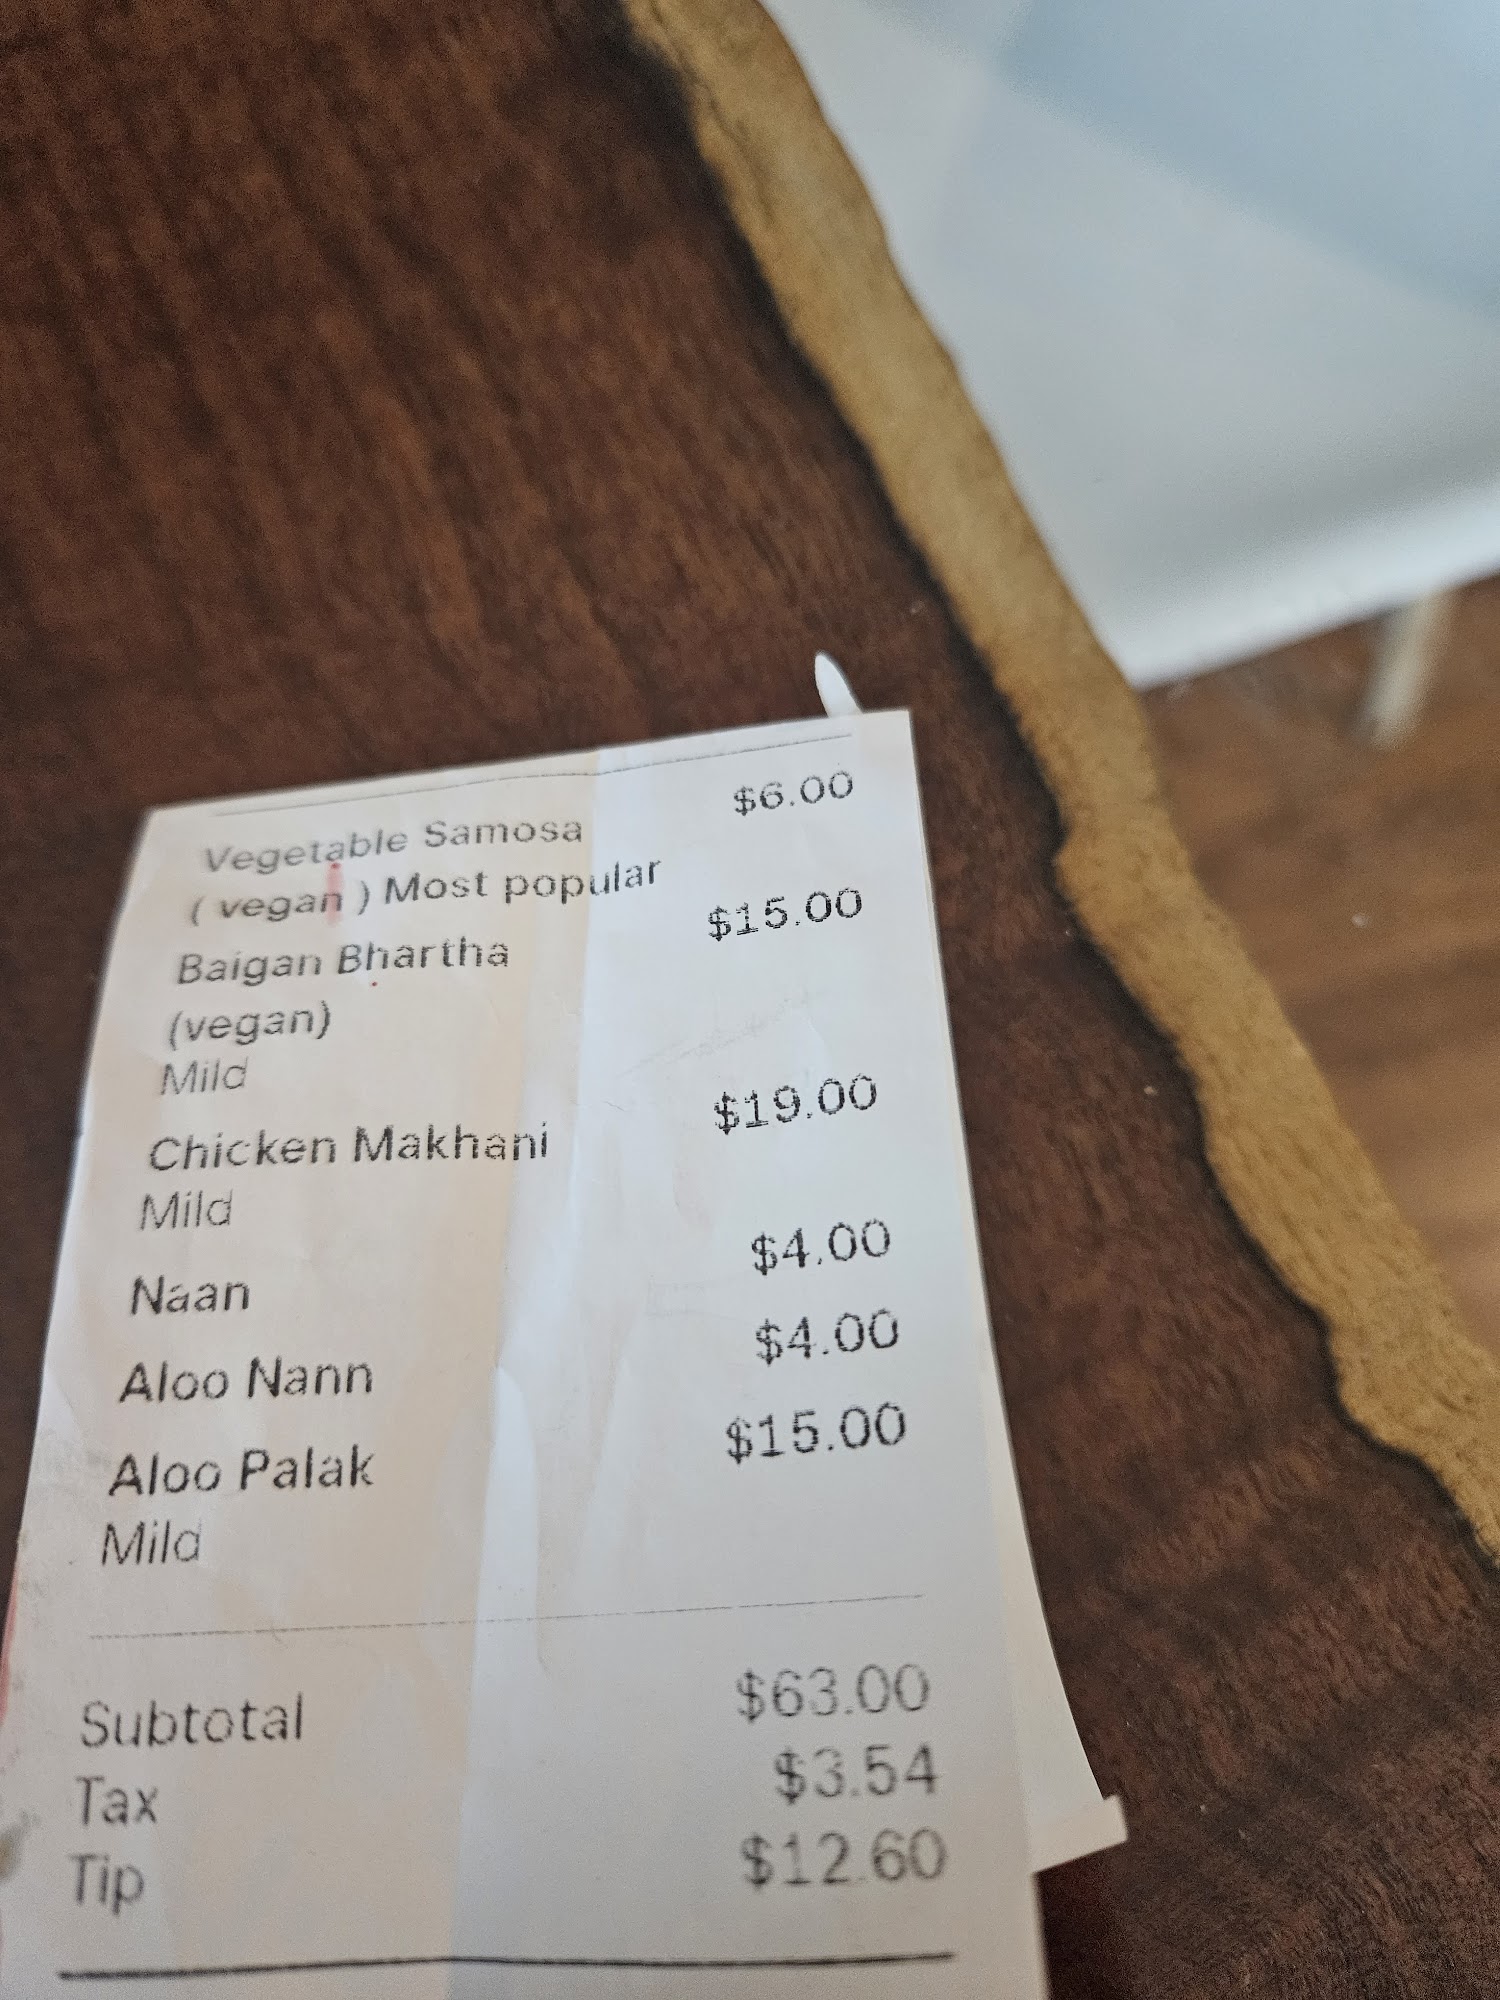 Vegetable Samosa $6.00
( vegan ) Most popular
Baigan Bhartha $15.00
(vegan)
Mild
Chicken Makhani $19.00
Mild
Naan $4.00
Aloo Nann $4.00
Aloo Palak $15.00
Mild
Subtotal $63.00
Tax $3.54
Tip $12.60